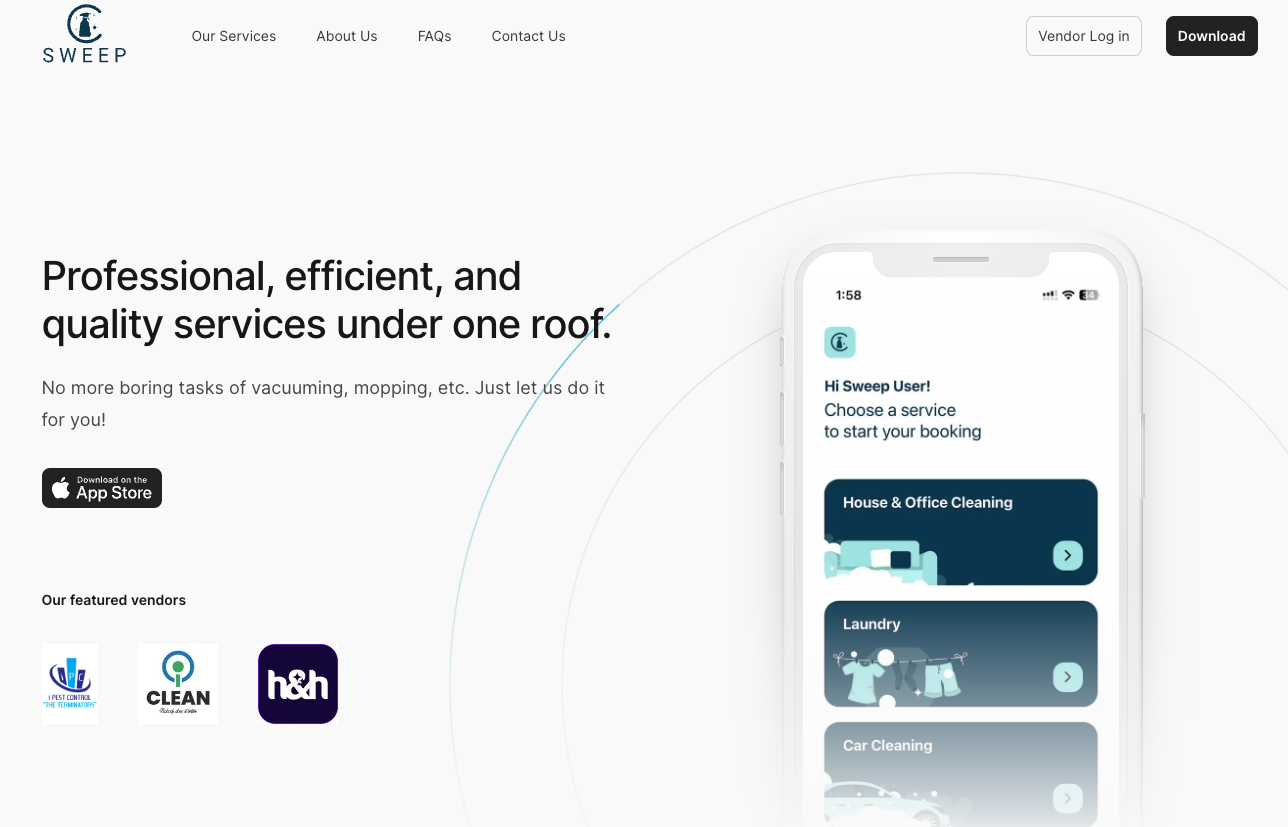 SWEEP
Our Services
About Us
FAQs
Contact Us
Vendor Log in
Download
Professional, efficient, and
quality services under one roof.
No more boring tasks of vacuuming, mopping, etc. Just let us do it
for you!
Download on the
App Store
Our featured vendors
I PC
I PEST CONTROL
"THE TERMINATORS"
CLEAN
h&h
1:58
34
Hi Sweep User!
Choose a service
to start your booking
House & Office Cleaning
Laundry
Car Cleaning